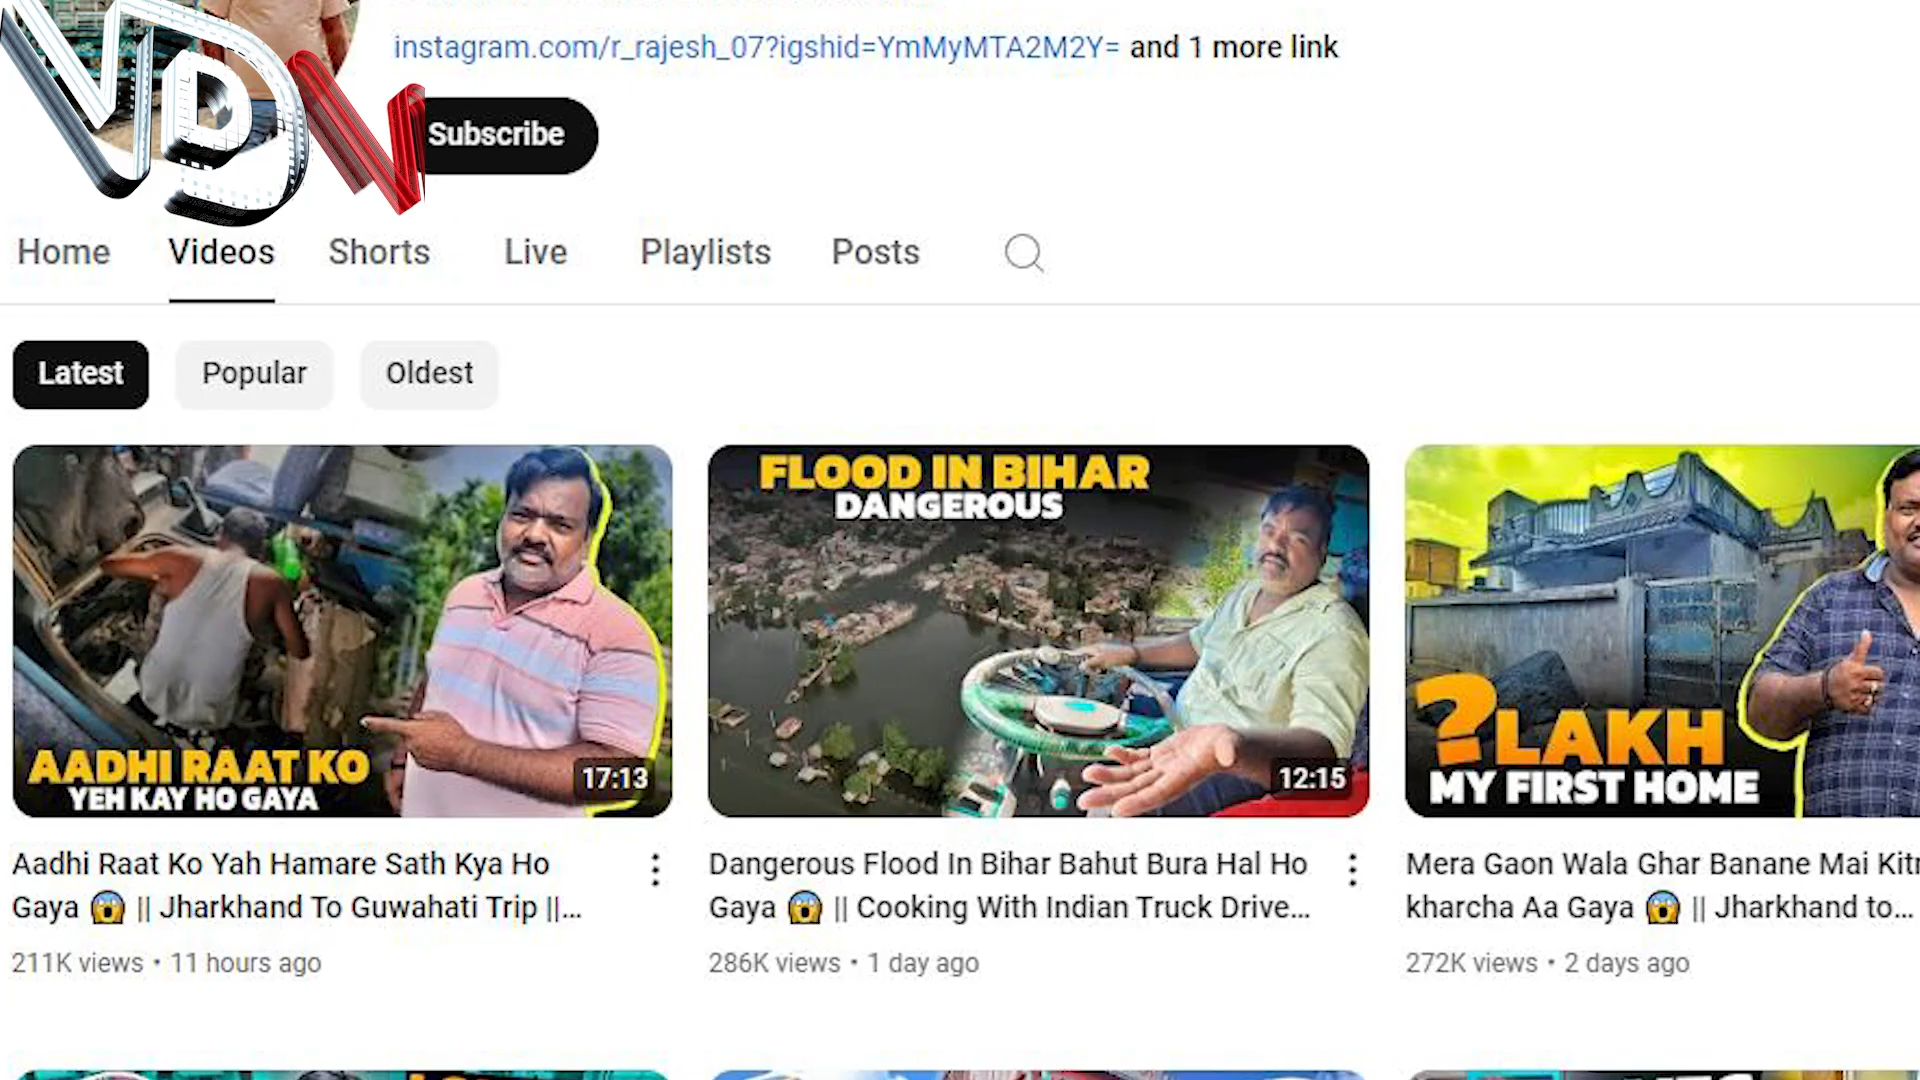 VDN
instagram.com/r_rajesh_07?igshid=YmMyMTA2M2Y= and 1 more link
Subscribe
Home Videos Shorts Live Playlists Posts
Latest Popular Oldest
AADHI RAAT KO
YEH KAY HO GAYA
17:13
FLOOD IN BIHAR
DANGEROUS
12:15
? LAKH
MY FIRST HOME
Aadhi Raat Ko Yah Hamare Sath Kya Ho
Gaya 😱 || Jharkhand To Guwahati Trip ||...
211K views • 11 hours ago
Dangerous Flood In Bihar Bahut Bura Hal Ho
Gaya 😱 || Cooking With Indian Truck Drive...
286K views • 1 day ago
Mera Gaon Wala Ghar Banane Mai
kharcha Aa Gaya 😱 || Jharkhand to...
272K views • 2 days ago